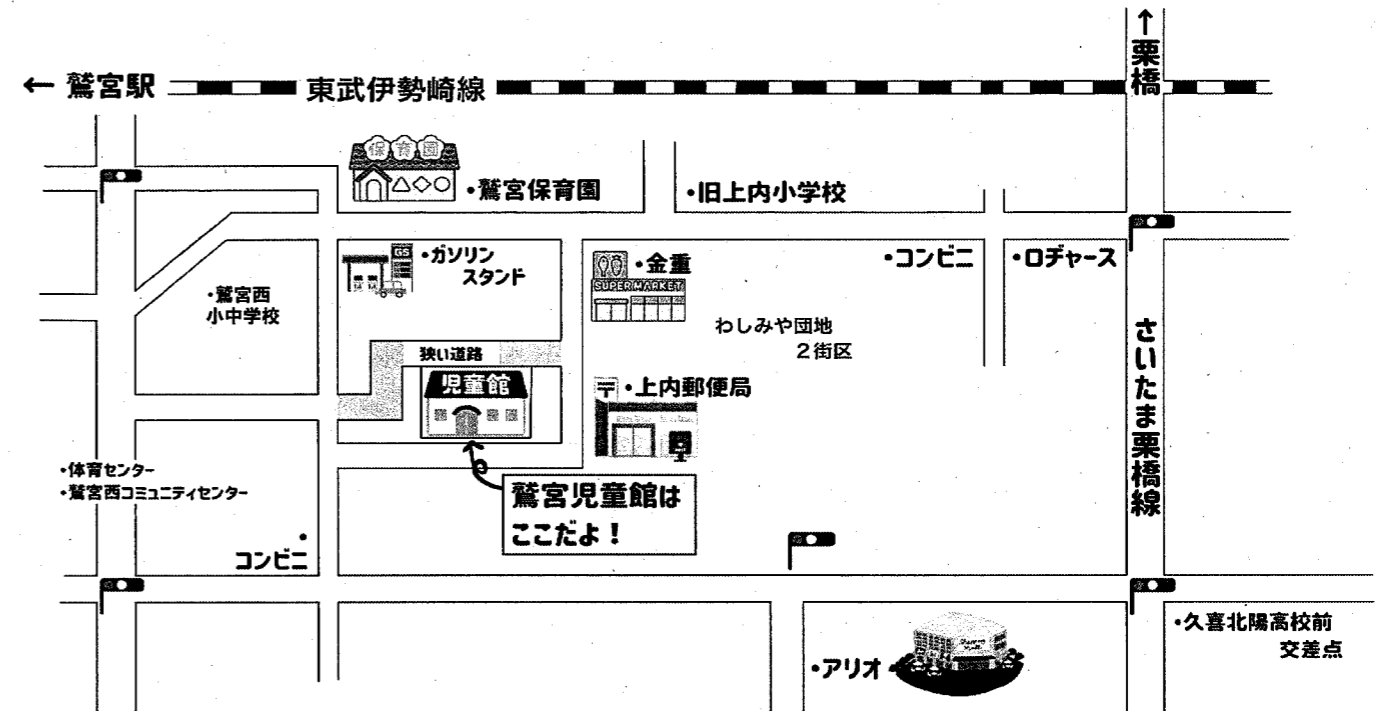 ↑栗橋
← 鷲宮駅
東武伊勢崎線
保育園
・鷲宮保育園
・旧上内小学校
GS
・ガソリン
スタンド
・金重
SUPER MARKET
・コンビニ
・ロヂャース
・鷲宮西
小中学校
わしみや団地
2街区
さいたま栗橋線
狭い道路
児童館
〒
・上内郵便局
・体育センター
・鷲宮西コミュニティセンター
鷲宮児童館は
ここだよ！
・
コンビニ
・アリオ
・久喜北陽高校前
交差点